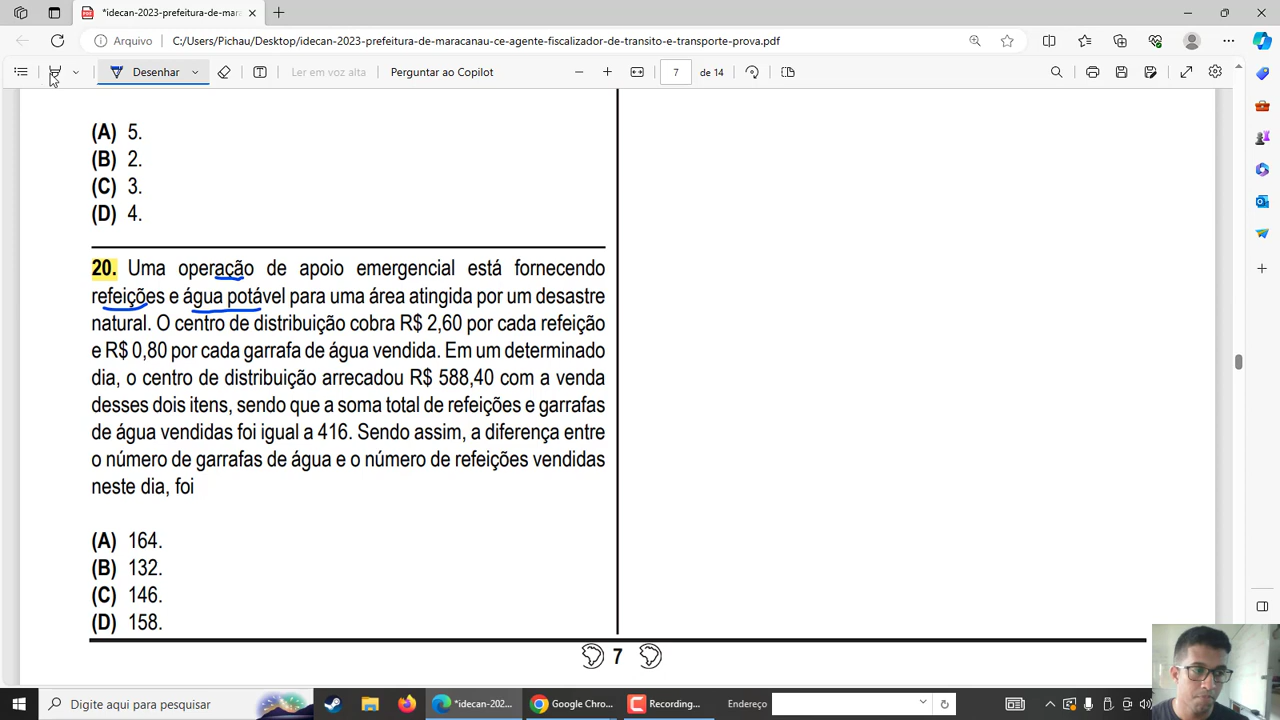 *idecan-2023-prefeitura-de-mara
Arquivo
C:/Users/Pichau/Desktop/idecan-2023-prefeitura-de-maracanau-ce-agente-fiscalizador-de-transito-e-transporte-prova.pdf
Desenhar
Ler em voz alta
Perguntar ao Copilot
7
de 14
(A) 5.
(B) 2.
(C) 3.
(D) 4.
20. Uma operação de apoio emergencial está fornecendo
refeições e água potável para uma área atingida por um desastre
natural. O centro de distribuição cobra R$ 2,60 por cada refeição
e R$ 0,80 por cada garrafa de água vendida. Em um determinado
dia, o centro de distribuição arrecadou R$ 588,40 com a venda
desses dois itens, sendo que a soma total de refeições e garrafas
de água vendidas foi igual a 416. Sendo assim, a diferença entre
o número de garrafas de água e o número de refeições vendidas
neste dia, foi
(A) 164.
(B) 132.
(C) 146.
(D) 158.
7
Digite aqui para pesquisar
*idecan-202...
Google Chro...
Recording...
Endereço